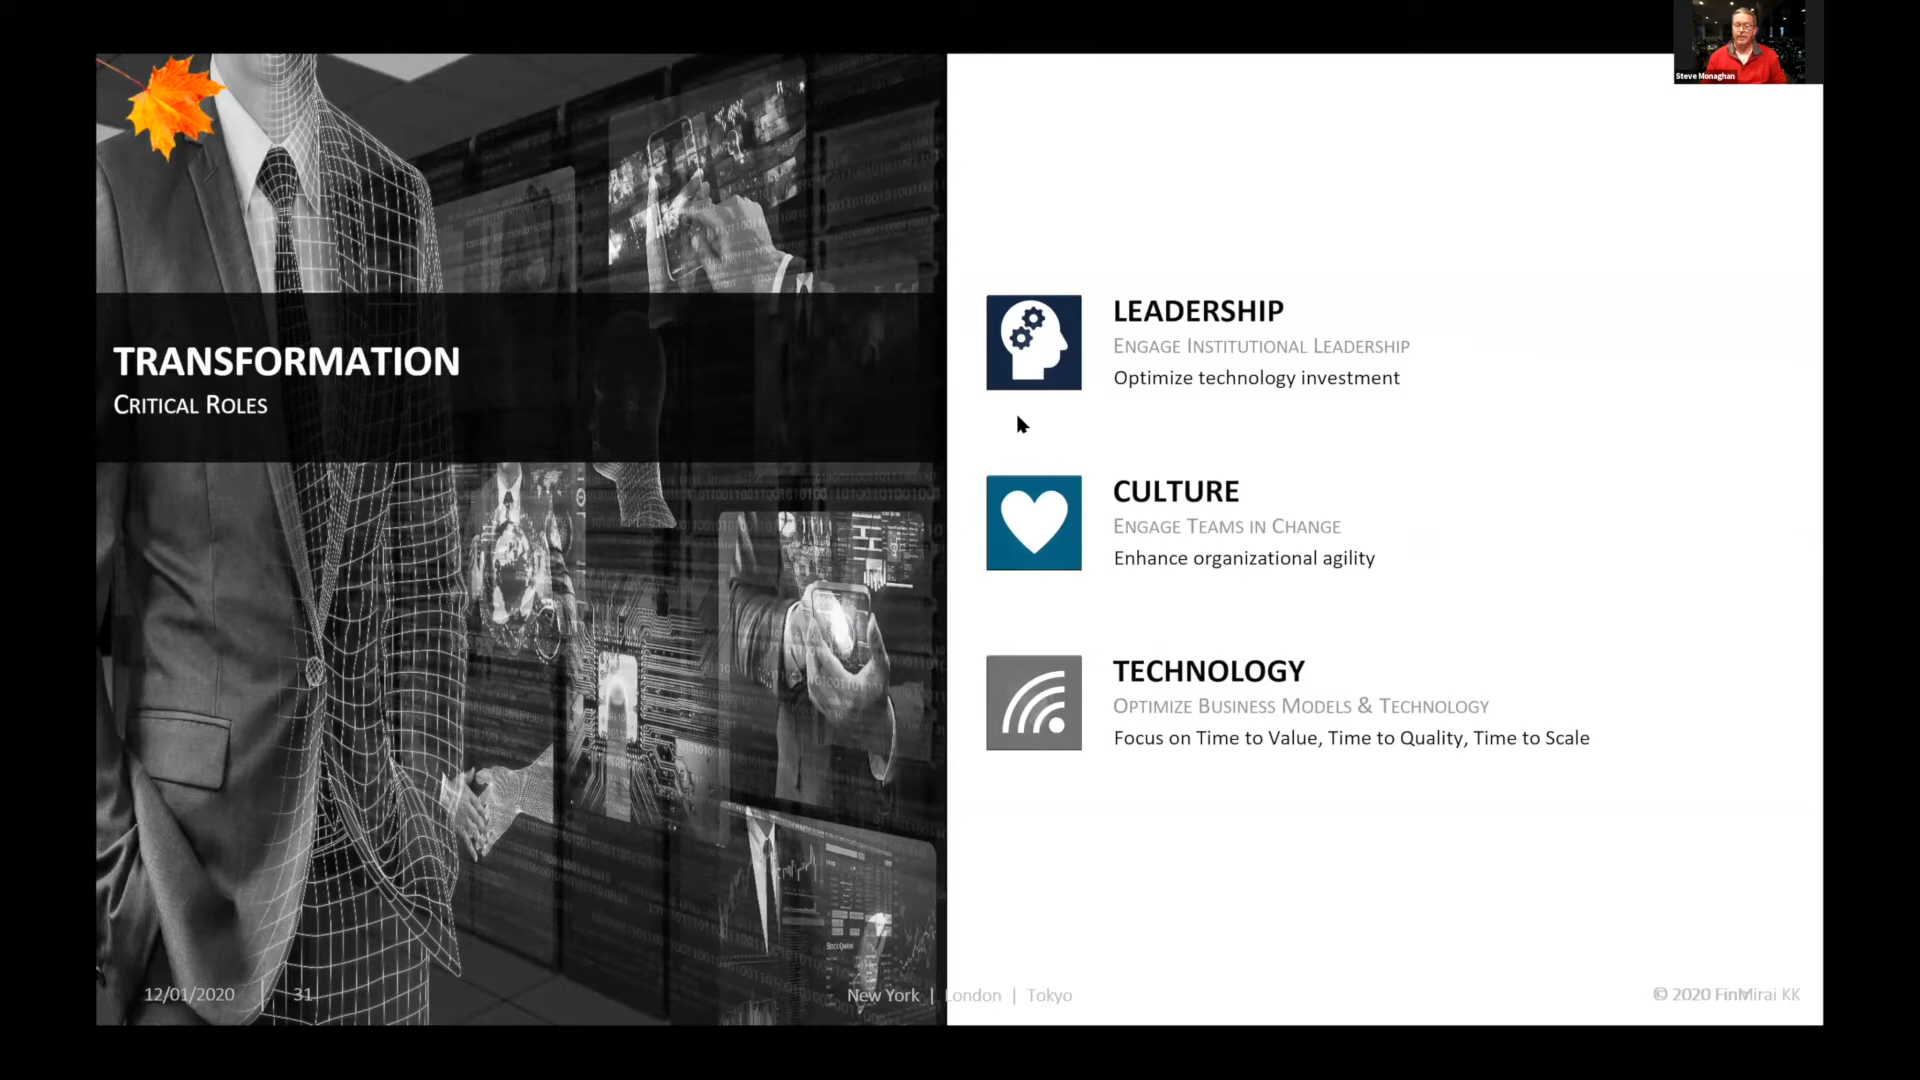 Steve Monaghan
TRANSFORMATION
CRITICAL ROLES
LEADERSHIP
ENGAGE INSTITUTIONAL LEADERSHIP
Optimize technology investment
CULTURE
ENGAGE TEAMS IN CHANGE
Enhance organizational agility
TECHNOLOGY
OPTIMIZE BUSINESS MODELS & TECHNOLOGY
Focus on Time to Value, Time to Quality, Time to Scale
12/01/2020 | 31
New York | London | Tokyo
© 2020 FinMirai KK